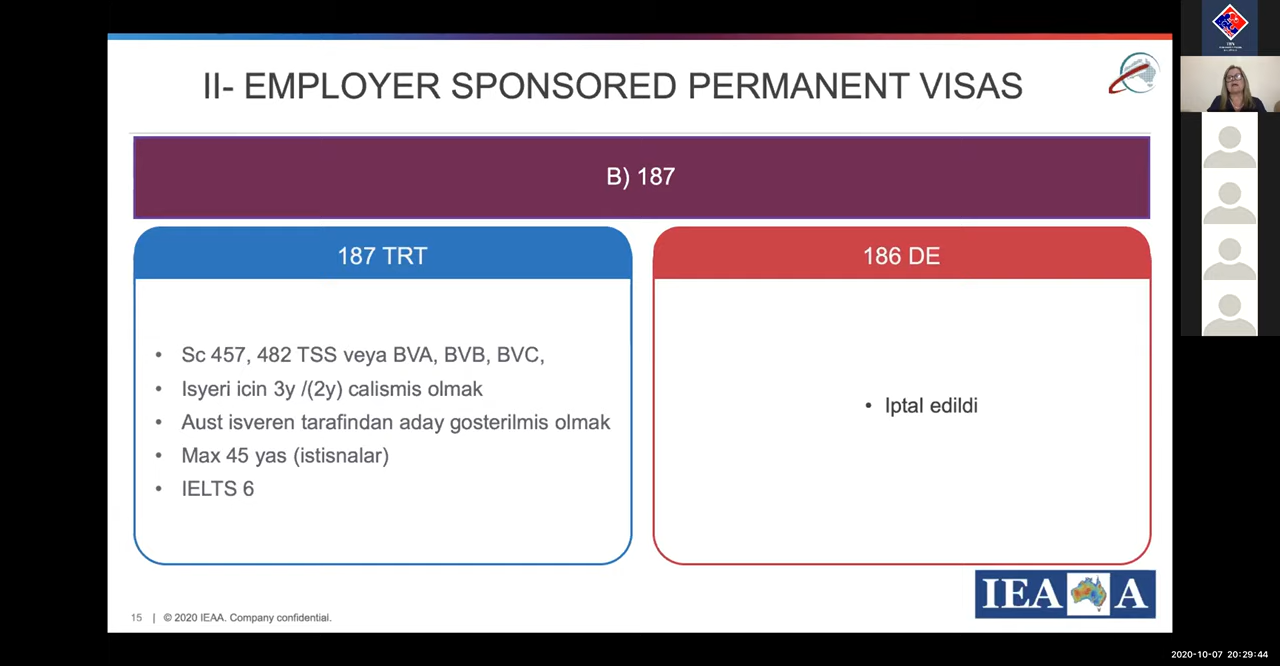 II- EMPLOYER SPONSORED PERMANENT VISAS
B) 187
187 TRT
• Sc 457, 482 TSS veya BVA, BVB, BVC,
• Isyeri icin 3y /(2y) calismis olmak
• Aust isveren tarafindan aday gosterilmis olmak
• Max 45 yas (istisnalar)
• IELTS 6
186 DE
• Iptal edildi
IEAA
15 | © 2020 IEAA. Company confidential.
2020-10-07 20:29:44